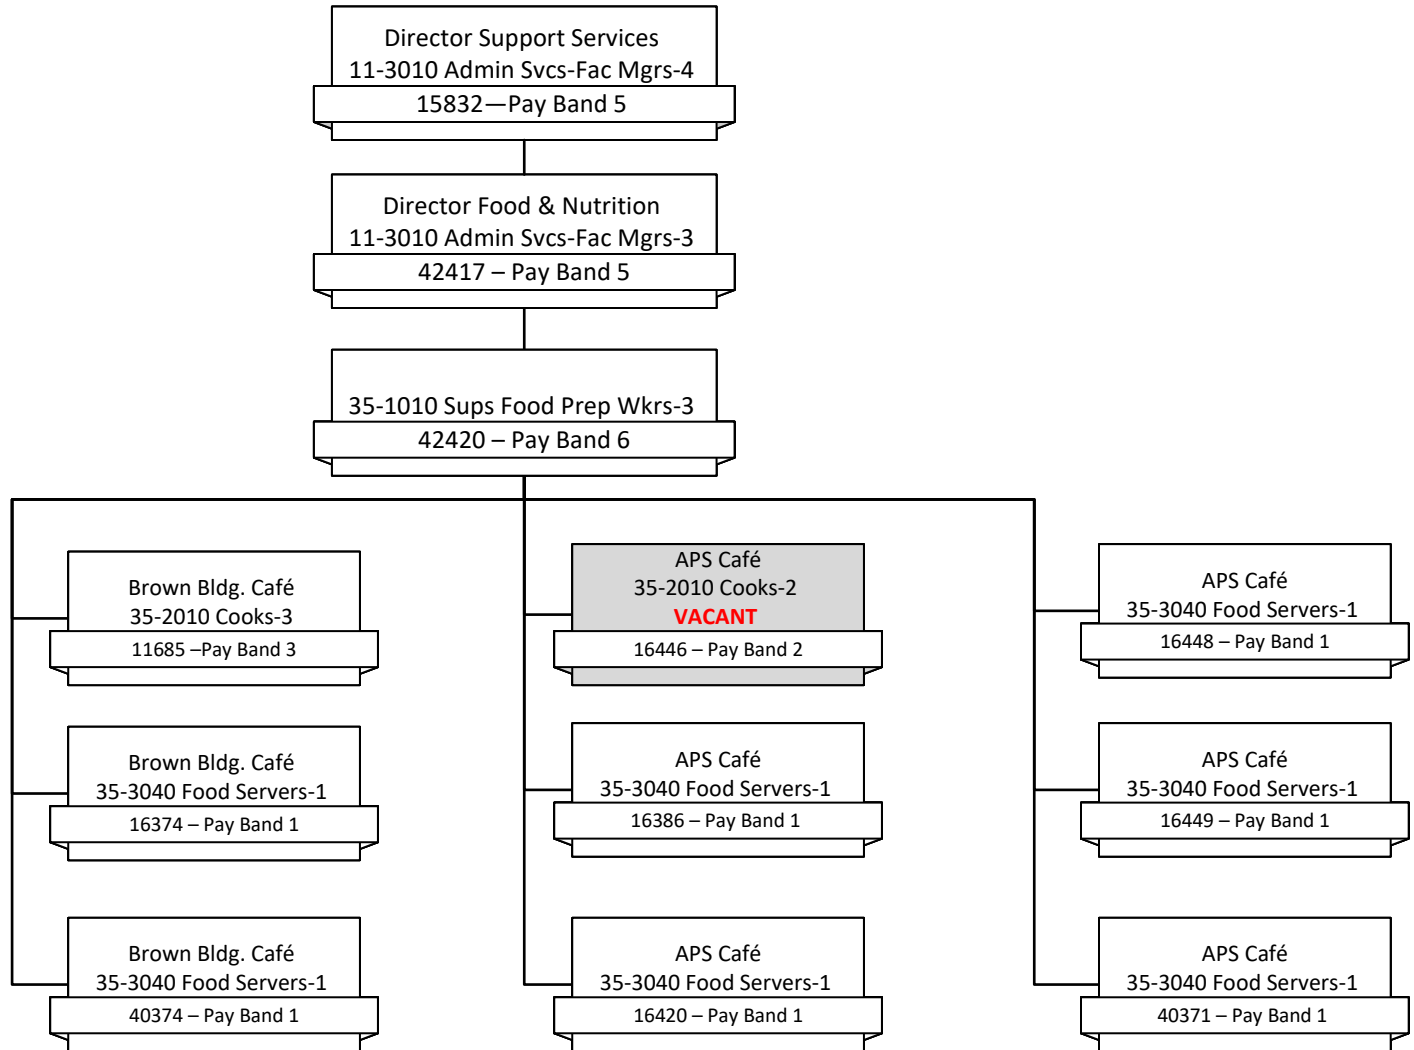 Director Support Services
11-3010 Admin Svcs-Fac Mgrs-4
15832—Pay Band 5
Director Food & Nutrition
11-3010 Admin Svcs-Fac Mgrs-3
42417 – Pay Band 5
35-1010 Sups Food Prep Wkrs-3
42420 – Pay Band 6
Brown Bldg. Café
35-2010 Cooks-3
11685 –Pay Band 3
Brown Bldg. Café
35-3040 Food Servers-1
16374 – Pay Band 1
Brown Bldg. Café
35-3040 Food Servers-1
40374 – Pay Band 1
APS Café
35-2010 Cooks-2
VACANT
16446 – Pay Band 2
APS Café
35-3040 Food Servers-1
16386 – Pay Band 1
APS Café
35-3040 Food Servers-1
16420 – Pay Band 1
APS Café
35-3040 Food Servers-1
16448 – Pay Band 1
APS Café
35-3040 Food Servers-1
16449 – Pay Band 1
APS Café
35-3040 Food Servers-1
40371 – Pay Band 1